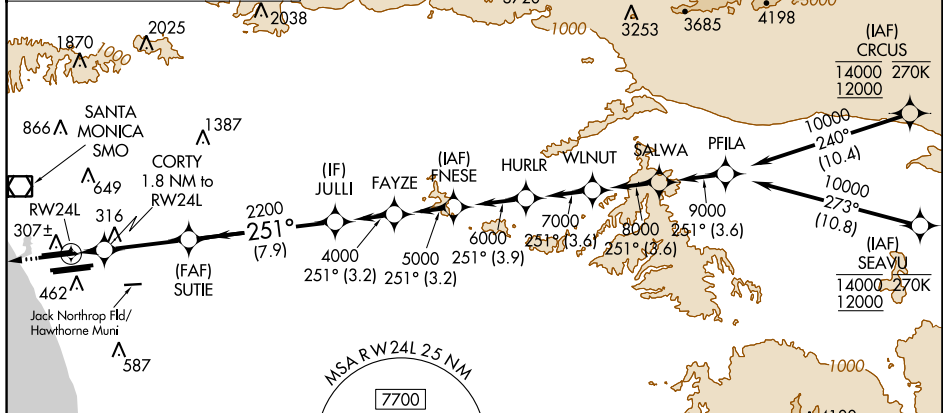 2038
3253
3685
4198
1000
2025
1870
1000
(IAF)
CRCUS
14000 270K
12000
SANTA
MONICA
SMO
866
1387
649
CORTY
1.8 NM to
RW24L
RW24L
307±
316
462
Jack Northrop Fld/
Hawthorne Muni
587
(FAF)
SUTIE
2200
251°
(7.9)
(IF)
JULLI
4000
251° (3.2)
FAYZE
5000
251° (3.2)
(IAF)
FNESE
6000
251° (3.9)
HURLR
7000
251° (3.6)
WLNUT
8000
251° (3.6)
SALWA
9000
251° (3.6)
PFILA
10000
240°
(10.4)
10000
273°
(10.8)
(IAF)
SEAVU
14000 270K
12000
MSA RW24L 25 NM
7700
1000